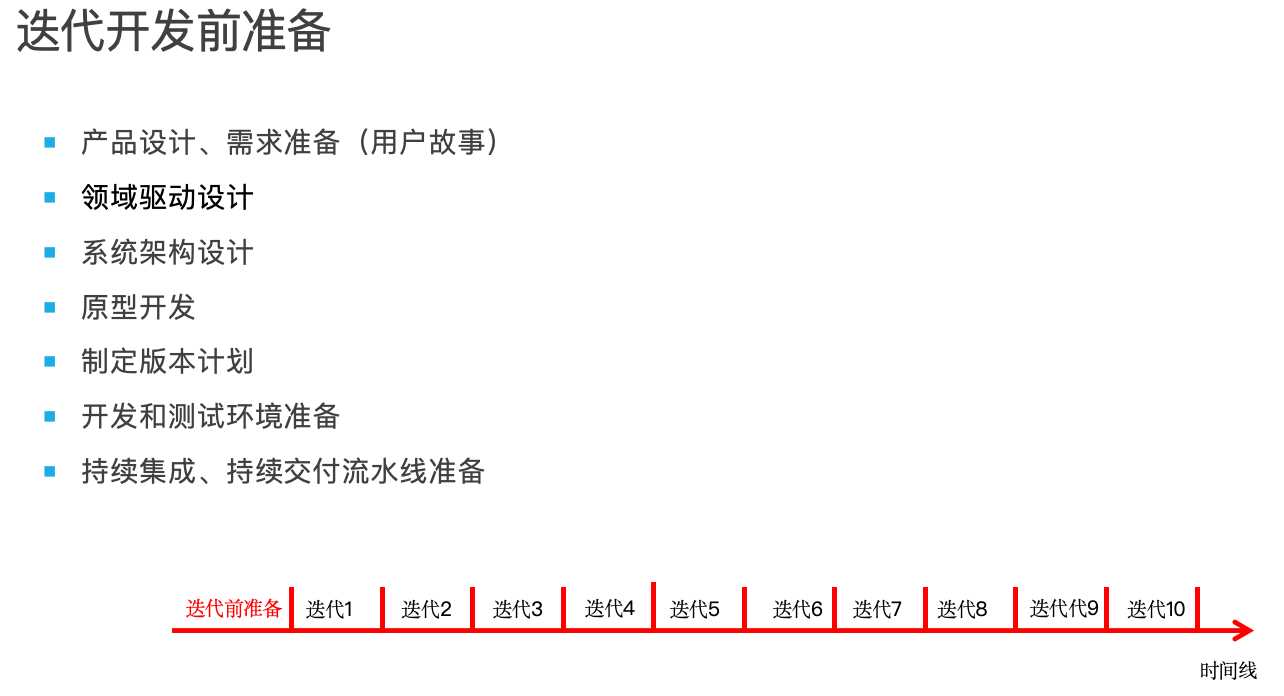 迭代开发前准备
产品设计、需求准备（用户故事）
领域驱动设计
系统架构设计
原型开发
制定版本计划
开发和测试环境准备
持续集成、持续交付流水线准备
迭代前准备 迭代1 迭代2 迭代3 迭代4 迭代5 迭代6 迭代7 迭代8 迭代代9 迭代10
时间线